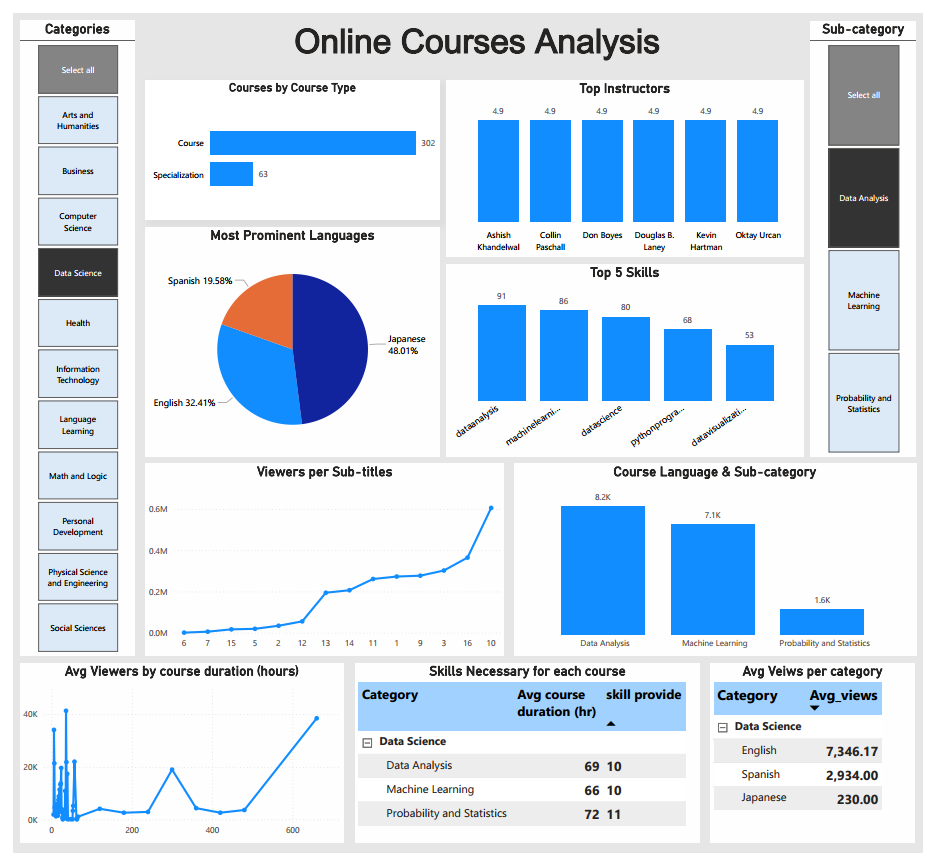 Categories
Select all
Arts and
Humanities
Business
Computer
Science
Data Science
Health
Information
Technology
Language
Learning
Math and Logic
Personal
Development
Physical Science
and Engineering
Social Sciences
Online Courses Analysis
Sub-category
Select all
Data Analysis
Machine
Learning
Probability and
Statistics
Courses by Course Type
Course 302
Specialization 63
Top Instructors
4.9 4.9 4.9 4.9 4.9 4.9
Ashish
Khandelwal
Collin
Paschall
Don Boyes
Douglas B.
Laney
Kevin
Hartman
Oktay Urcan
Most Prominent Languages
Spanish 19.58%
Japanese
48.01%
English 32.41%
Top 5 Skills
91 86 80 68 53
dataanalysis machinelearni... datascience pythonprogra... datavisualizati...
Viewers per Sub-titles
0.6M
0.4M
0.2M
0.0M
6 7 15 5 2 12 13 14 11 1 9 3 16 10
Course Language & Sub-category
8.2K 7.1K 1.6K
Data Analysis Machine Learning Probability and Statistics
Avg Viewers by course duration (hours)
40K
20K
0K
0 200 400 600
Skills Necessary for each course
Category Avg course
duration (hr) skill provide
Data Science
Data Analysis 69 10
Machine Learning 66 10
Probability and Statistics 72 11
Avg Veiws per category
Category Avg_views
Data Science
English 7,346.17
Spanish 2,934.00
Japanese 230.00